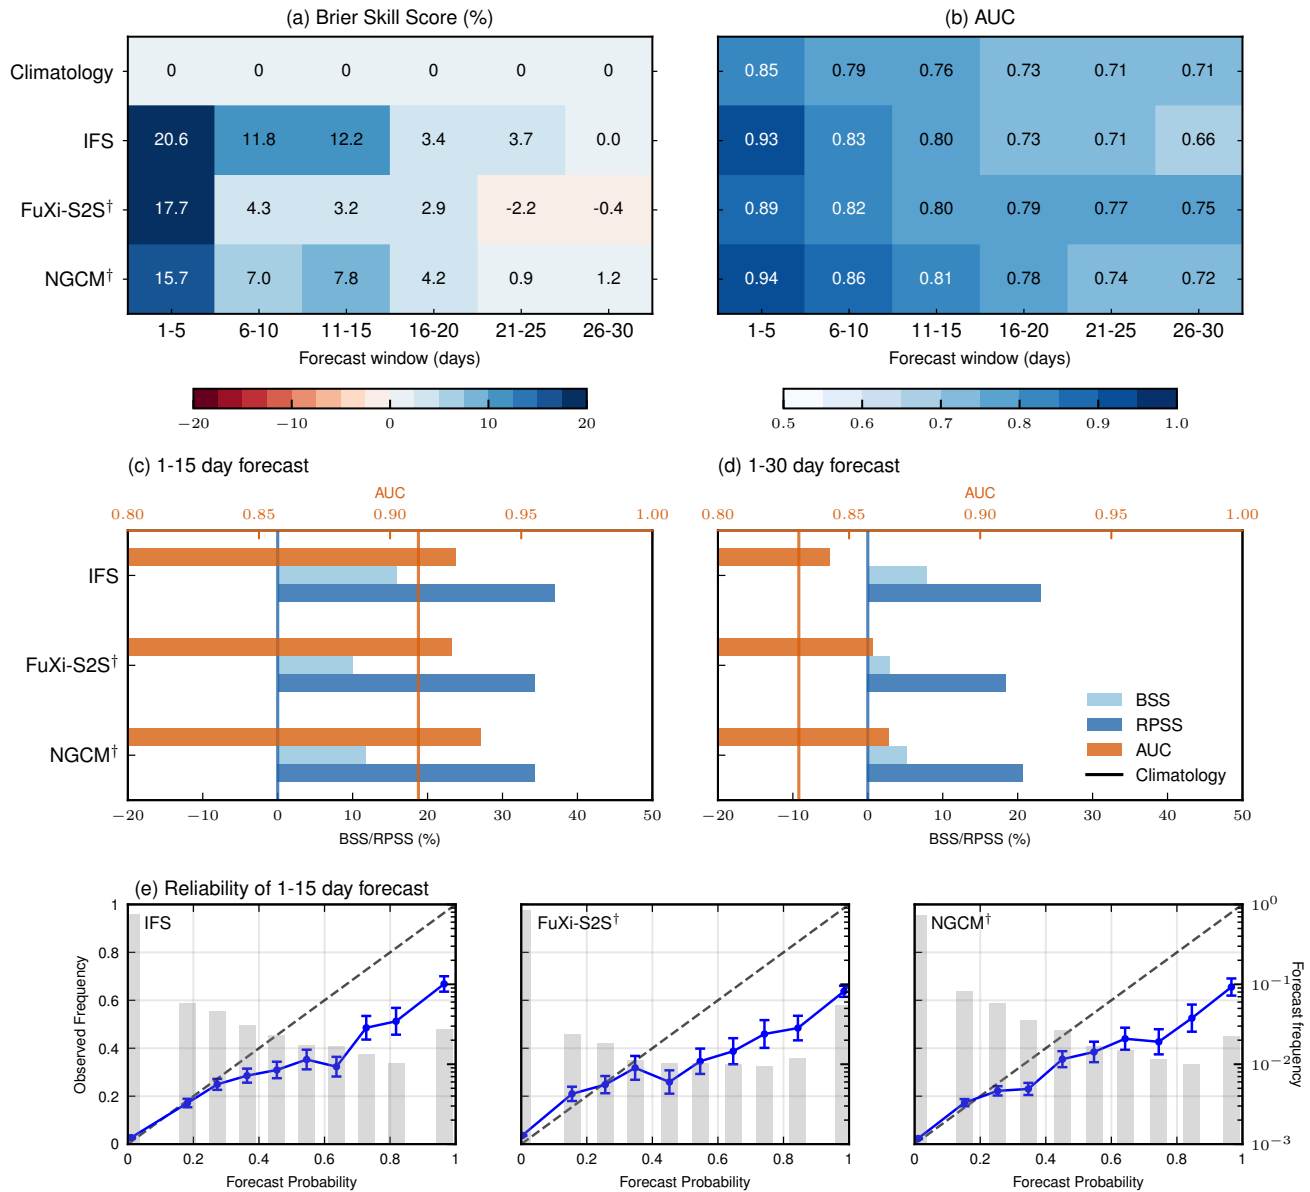 (a) Brier Skill Score (%)
Climatology 0 0 0 0 0 0
IFS 20.6 11.8 12.2 3.4 3.7 0.0
FuXi-S2S† 17.7 4.3 3.2 2.9 -2.2 -0.4
NGCM† 15.7 7.0 7.8 4.2 0.9 1.2
1-5 6-10 11-15 16-20 21-25 26-30
Forecast window (days)
−20 −10 0 10 20
(b) AUC
0.85 0.79 0.76 0.73 0.71 0.71
0.93 0.83 0.80 0.73 0.71 0.66
0.89 0.82 0.80 0.79 0.77 0.75
0.94 0.86 0.81 0.78 0.74 0.72
1-5 6-10 11-15 16-20 21-25 26-30
Forecast window (days)
0.5 0.6 0.7 0.8 0.9 1.0
(c) 1-15 day forecast
AUC
0.80 0.85 0.90 0.95 1.00
IFS
FuXi-S2S†
NGCM†
−20 −10 0 10 20 30 40 50
BSS/RPSS (%)
(d) 1-30 day forecast
AUC
0.80 0.85 0.90 0.95 1.00
BSS
RPSS
AUC
Climatology
−20 −10 0 10 20 30 40 50
BSS/RPSS (%)
(e) Reliability of 1-15 day forecast
Observed Frequency
1
0.8
0.6
0.4
0.2
0
IFS
0 0.2 0.4 0.6 0.8 1
Forecast Probability
FuXi-S2S†
0 0.2 0.4 0.6 0.8 1
Forecast Probability
NGCM†
0 0.2 0.4 0.6 0.8 1
Forecast Probability
10⁰
10⁻¹
10⁻²
10⁻³
Forecast frequency